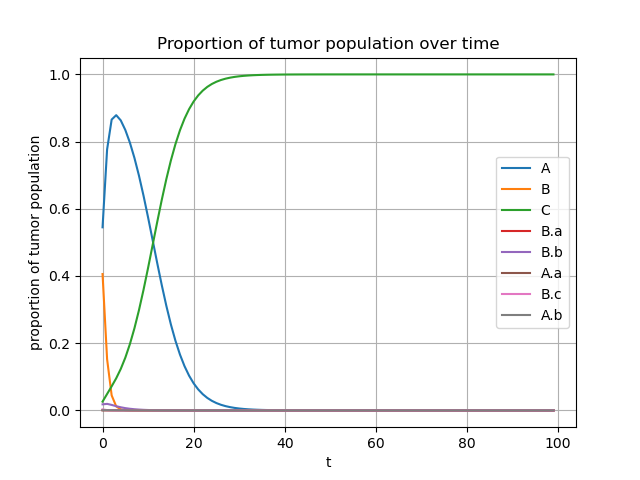 Proportion of tumor population over time
proportion of tumor population
1.0
0.8
0.6
0.4
0.2
0.0
0
20
40
60
80
100
t
A
B
C
B.a
B.b
A.a
B.c
A.b